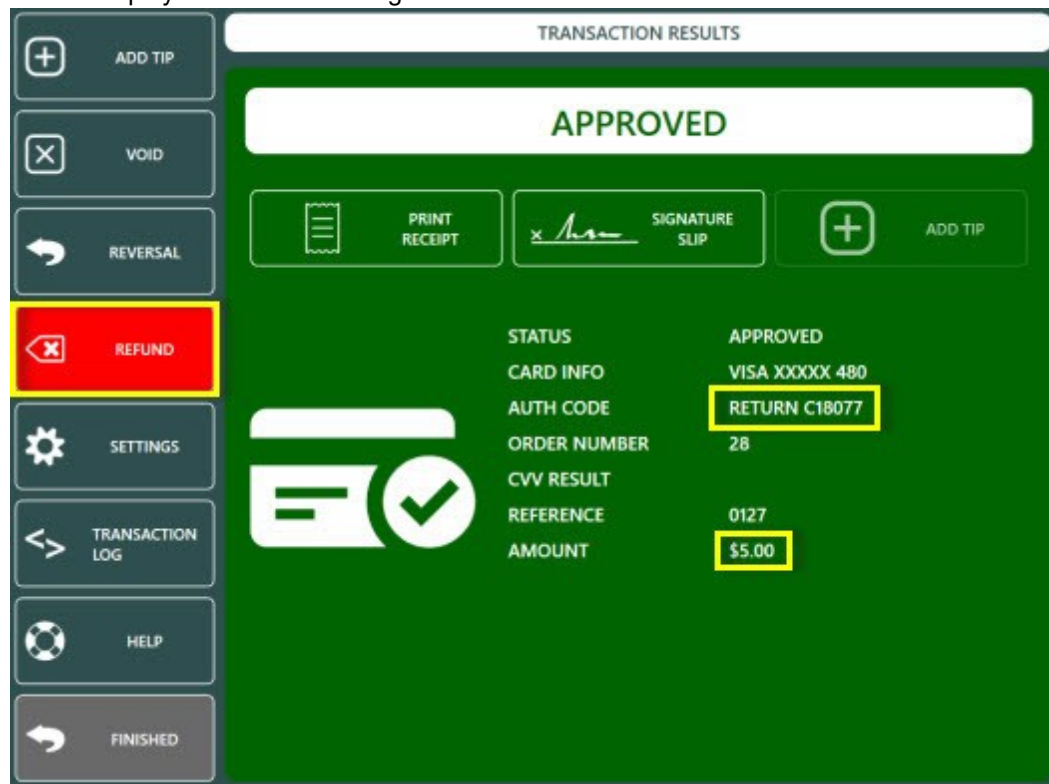 TRANSACTION RESULTS
ADD TIP
APPROVED
VOID
PRINT
RECEIPT
SIGNATURE
SLIP
ADD TIP
REVERSAL
REFUND
STATUS APPROVED
CARD INFO VISA XXXXX 480
AUTH CODE RETURN C18077
ORDER NUMBER 28
CVV RESULT
REFERENCE 0127
AMOUNT $5.00
SETTINGS
<> TRANSACTION
LOG
HELP
FINISHED